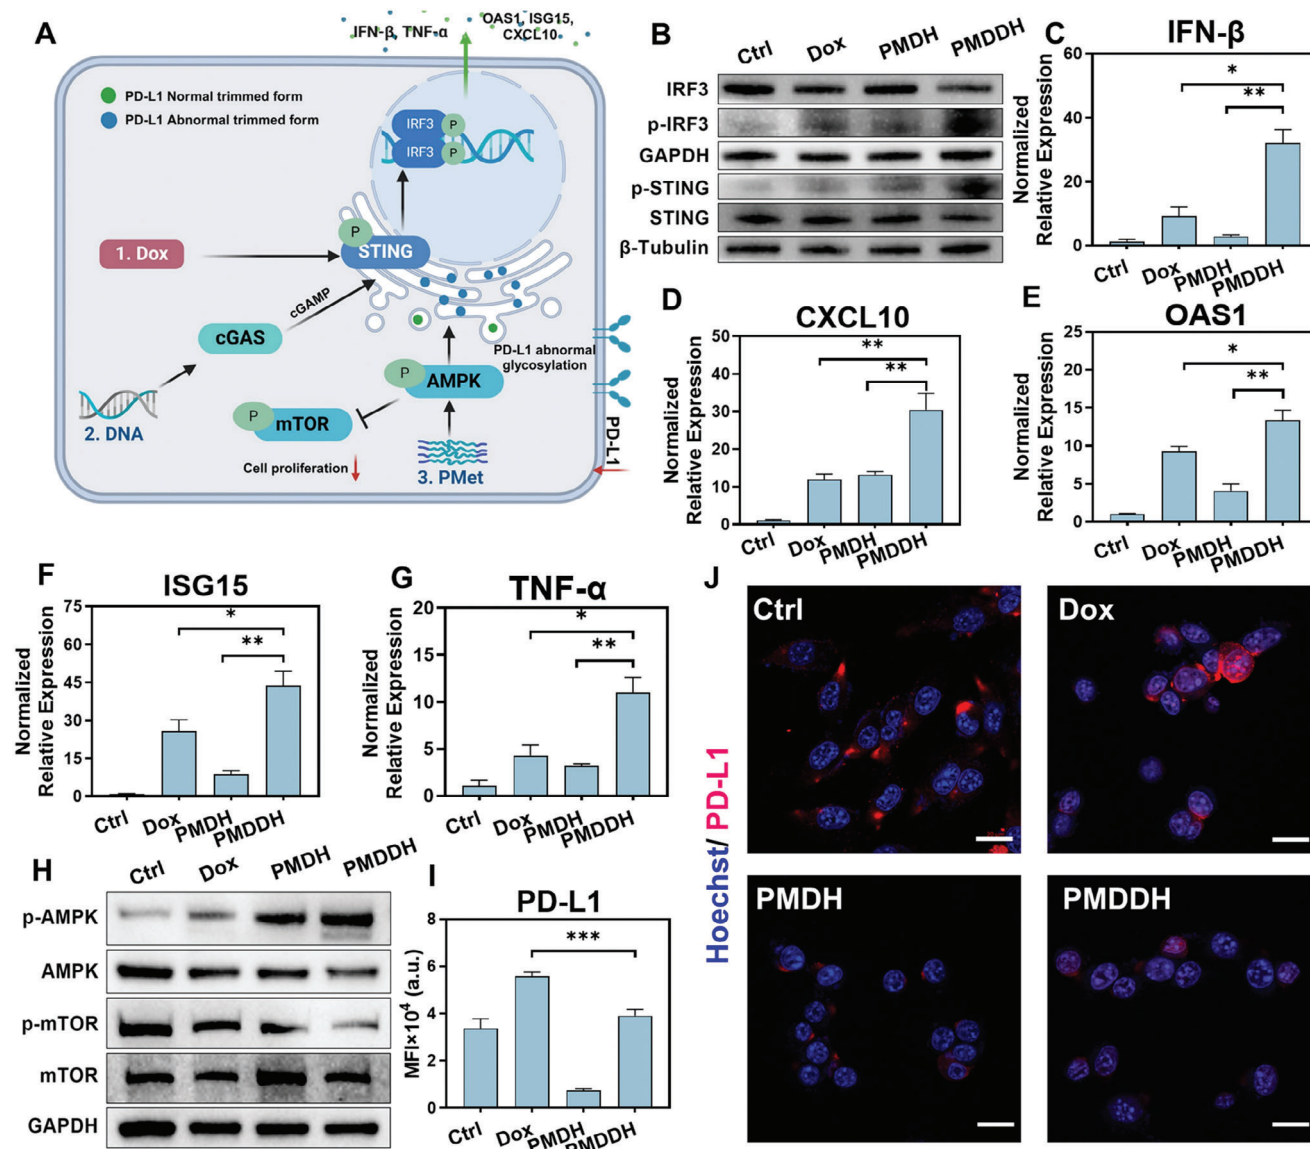 A
IFN-β, TNF-α
OAS1, ISG15,
CXCL10
PD-L1 Normal trimmed form
PD-L1 Abnormal trimmed form
IRF3
P
IRF3
P
P
STING
1. Dox
cGAMP
cGAS
PD-L1 abnormal
glycosylation
P
AMPK
2. DNA
P
mTOR
Cell proliferation
3. PMet
PD-L1
B
Ctrl
Dox
PMDH
PMDDH
IRF3
p-IRF3
GAPDH
p-STING
STING
β-Tubulin
C
IFN-β
Normalized
Relative Expression
60
40
20
0
*
**
Ctrl
Dox
PMDH
PMDDH
D
CXCL10
Normalized
Relative Expression
50
40
30
20
10
0
**
**
Ctrl
Dox
PMDH
PMDDH
E
OAS1
Normalized
Relative Expression
25
20
15
10
5
0
*
**
Ctrl
Dox
PMDH
PMDDH
F
ISG15
Normalized
Relative Expression
75
60
45
30
15
0
*
**
Ctrl
Dox
PMDH
PMDDH
G
TNF-α
Normalized
Relative Expression
20
15
10
5
0
*
**
Ctrl
Dox
PMDH
PMDDH
H
Ctrl
Dox
PMDH
PMDDH
p-AMPK
AMPK
p-mTOR
mTOR
GAPDH
I
PD-L1
MFI×10⁴ (a.u.)
8
6
4
2
0
***
Ctrl
Dox
PMDH
PMDDH
J
Hoechst/ PD-L1
Ctrl
Dox
PMDH
PMDDH